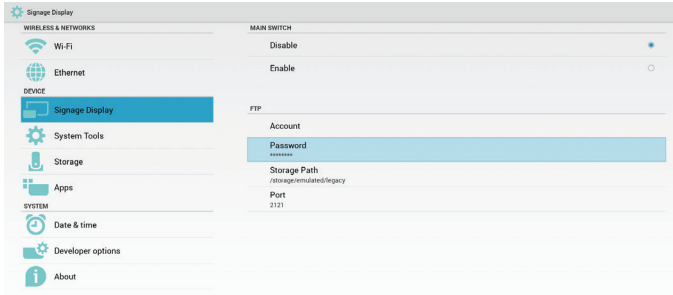 Signage Display
WIRELESS & NETWORKS
Wi-Fi
Ethernet
DEVICE
Signage Display
System Tools
Storage
Apps
SYSTEM
Date & time
Developer options
About
MAIN SWITCH
Disable
Enable
FTP
Account
Password
********
Storage Path
/storage/emulated/legacy
Port
2121